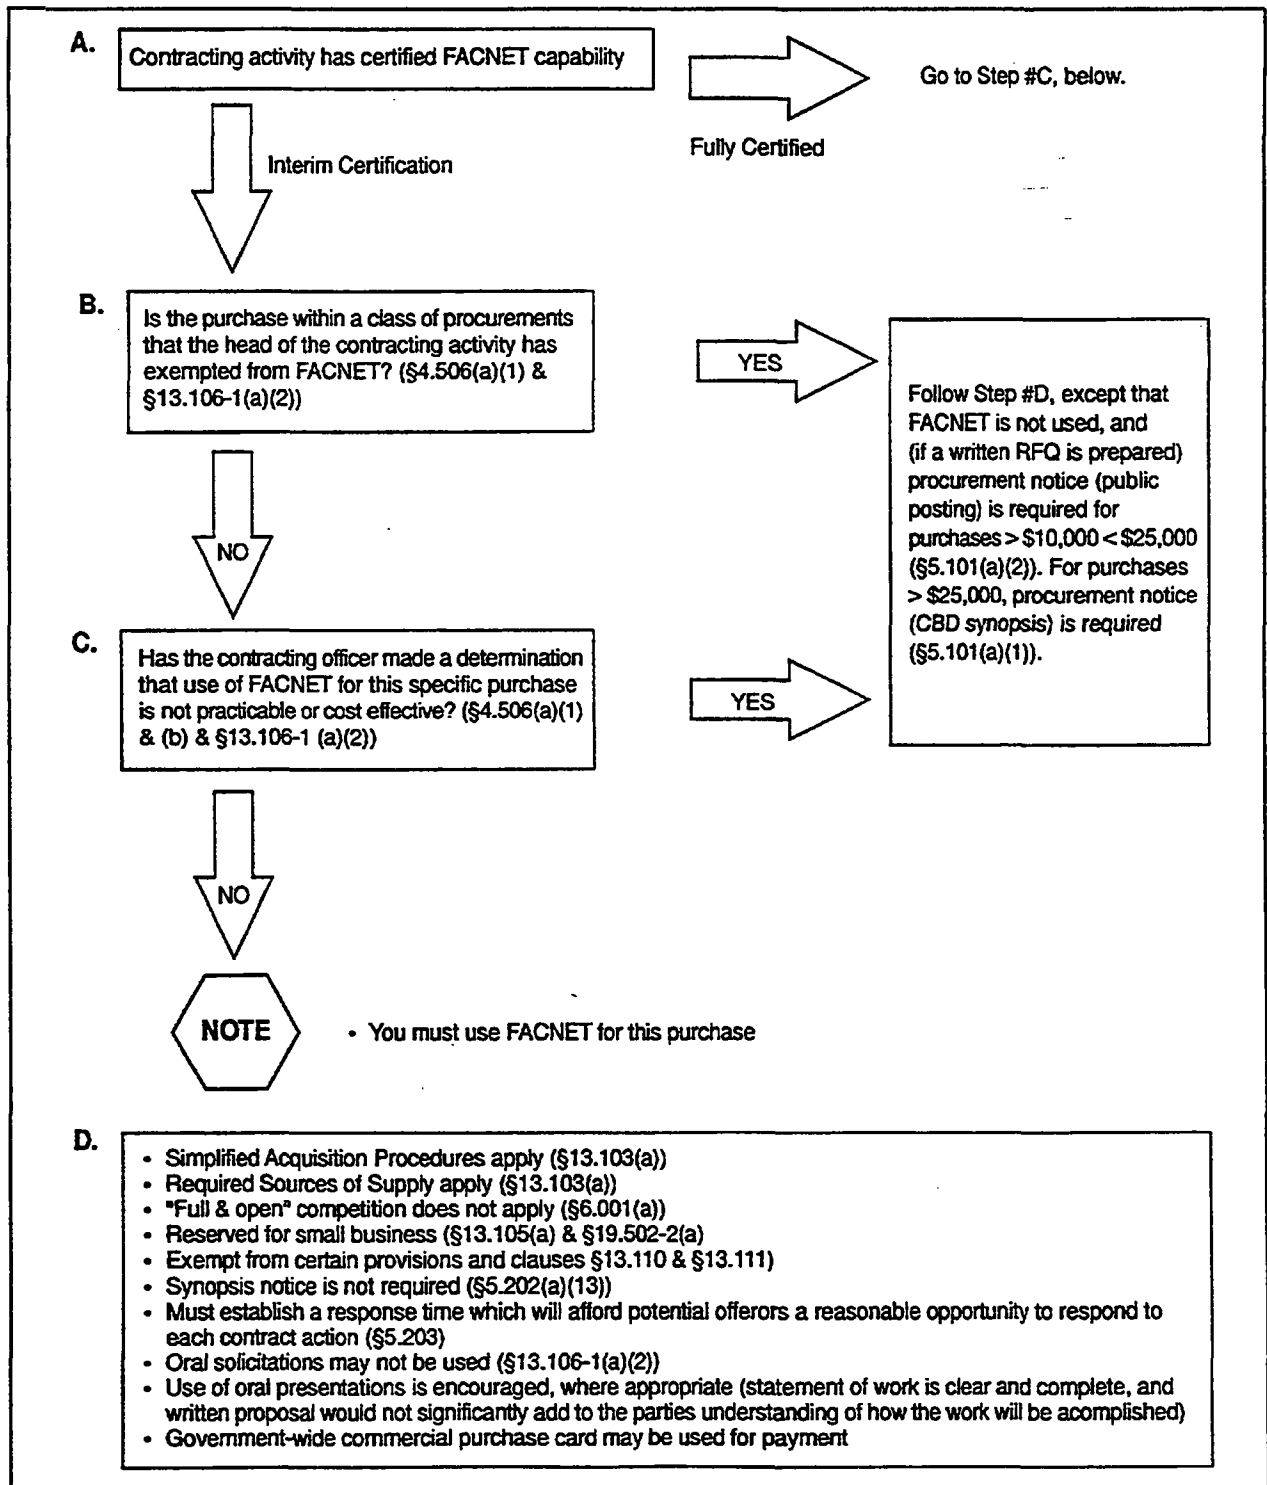 A.
Contracting activity has certified FACNET capability
Go to Step #C, below.
Fully Certified
Interim Certification
B.
Is the purchase within a class of procurements
that the head of the contracting activity has
exempted from FACNET? (§4.506(a)(1) &
§13.106-1(a)(2))
YES
Follow Step #D, except that
FACNET is not used, and
(if a written RFQ is prepared)
procurement notice (public
posting) is required for
purchases > $10,000 < $25,000
(§5.101(a)(2)). For purchases
> $25,000, procurement notice
(CBD synopsis) is required
(§5.101(a)(1)).
NO
C.
Has the contracting officer made a determination
that use of FACNET for this specific purchase
is not practicable or cost effective? (§4.506(a)(1)
& (b) & §13.106-1 (a)(2))
YES
NO
NOTE
• You must use FACNET for this purchase
D.
• Simplified Acquisition Procedures apply (§13.103(a))
• Required Sources of Supply apply (§13.103(a))
• "Full & open" competition does not apply (§6.001(a))
• Reserved for small business (§13.105(a) & §19.502-2(a)
• Exempt from certain provisions and clauses §13.110 & §13.111)
• Synopsis notice is not required (§5.202(a)(13))
• Must establish a response time which will afford potential offerors a reasonable opportunity to respond to
each contract action (§5.203)
• Oral solicitations may not be used (§13.106-1(a)(2))
• Use of oral presentations is encouraged, where appropriate (statement of work is clear and complete, and
written proposal would not significantly add to the parties understanding of how the work will be acomplished)
• Government-wide commercial purchase card may be used for payment